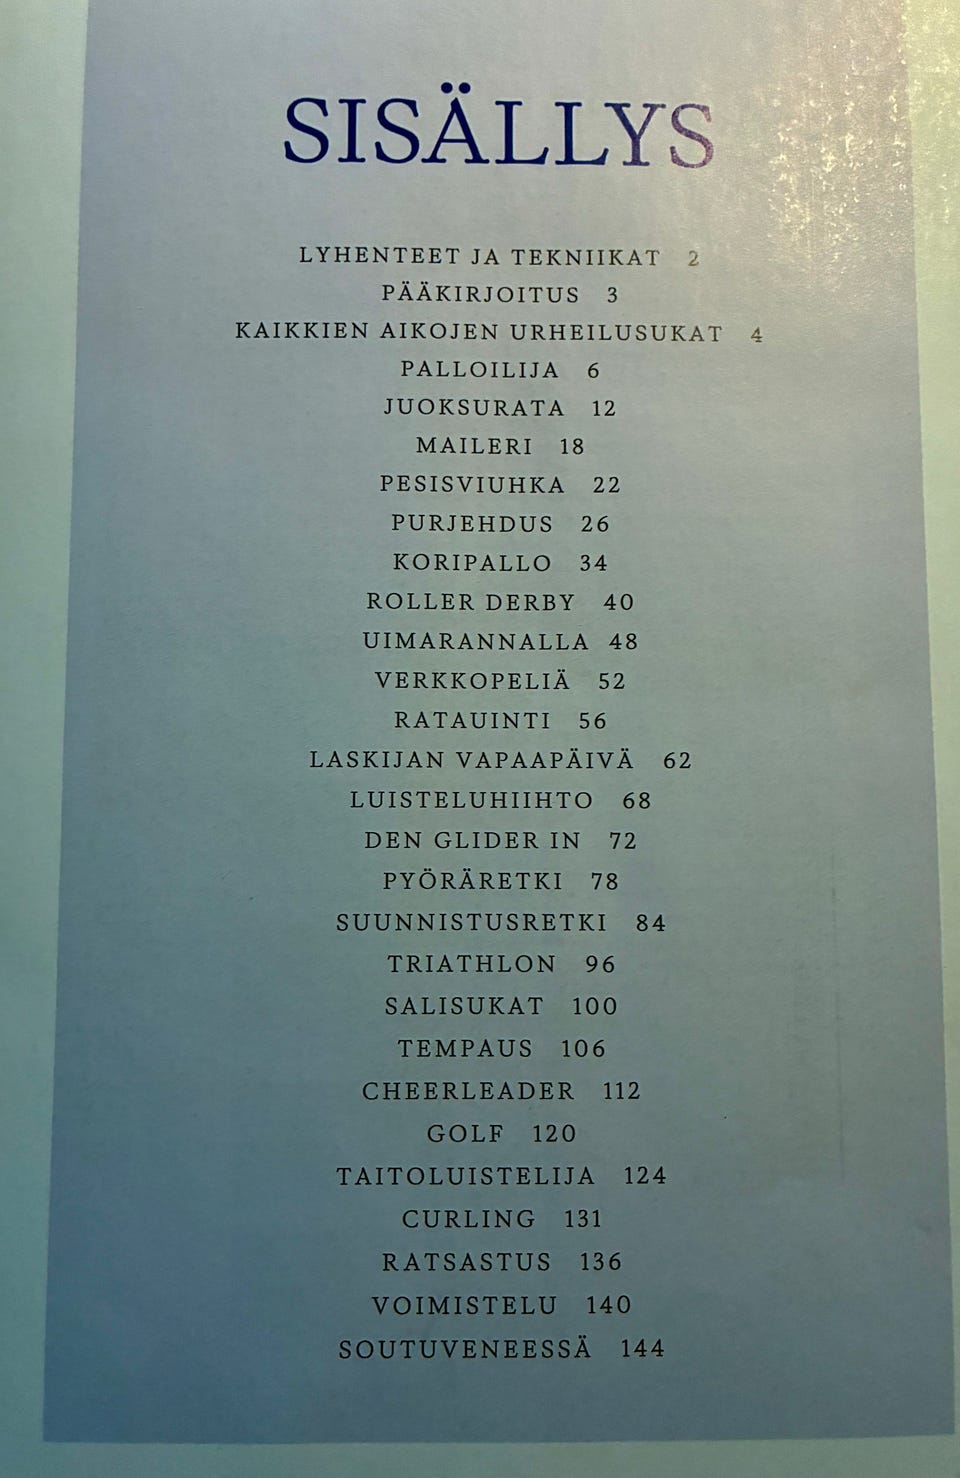 SISÄLLYS
LYHENTEET JA TEKNIIKAT 2
PÄÄKIRJOITUS 3
KAIKKIEN AIKOJEN URHEILUSUKAT 4
PALLOILIJA 6
JUOKSURATA 12
MAILERI 18
PESISVIUHKA 22
PURJEHDUS 26
KORIPALLO 34
ROLLER DERBY 40
UIMARANNALLA 48
VERKKOPELIÄ 52
RATAUINTI 56
LASKIJAN VAPAAPÄIVÄ 62
LUISTELUHIIHTO 68
DEN GLIDER IN 72
PYÖRÄRETKI 78
SUUNNISTUSRETKI 84
TRIATHLON 96
SALISUKAT 100
TEMPAUS 106
CHEERLEADER 112
GOLF 120
TAITOLUISTELIJA 124
CURLING 131
RATSASTUS 136
VOIMISTELU 140
SOUTUVENEESSÄ 144